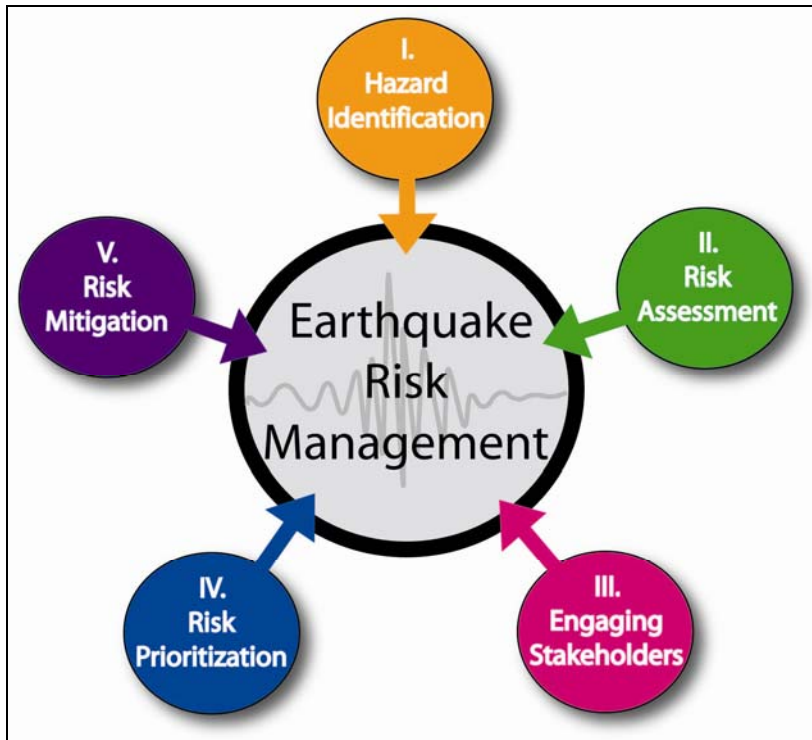 I.
Hazard
Identification
II.
Risk
Assessment
III.
Engaging
Stakeholders
IV.
Risk
Prioritization
V.
Risk
Mitigation
Earthquake
Risk
Management